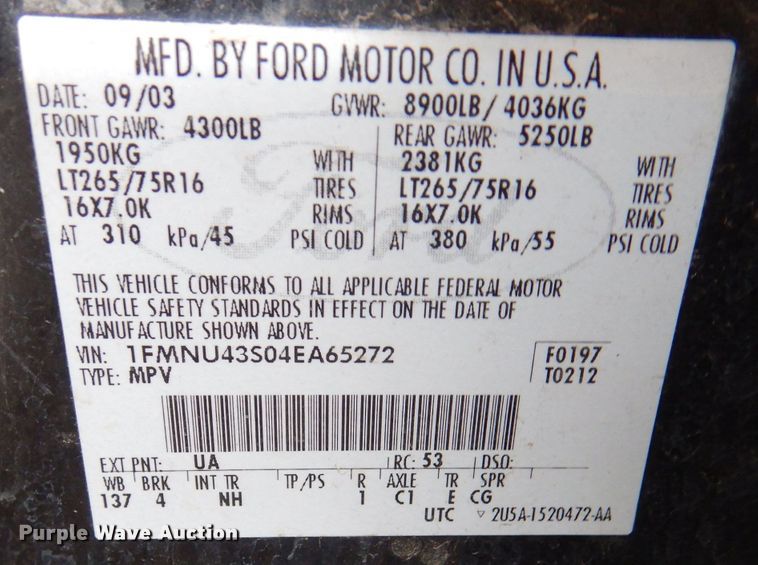 MFD. BY FORD MOTOR CO. IN U.S.A.
DATE: 09/03 GVWR: 8900LB/ 4036KG
FRONT GAWR: 4300LB REAR GAWR: 5250LB
1950KG WITH 2381KG WITH
LT265/75R16 TIRES LT265/75R16 TIRES
16X7.0K RIMS 16X7.0K RIMS
AT 310 kPa/45 PSI COLD AT 380 kPa/55 PSI COLD
Ford
THIS VEHICLE CONFORMS TO ALL APPLICABLE FEDERAL MOTOR
VEHICLE SAFETY STANDARDS IN EFFECT ON THE DATE OF
MANUFACTURE SHOWN ABOVE.
VIN: 1FMNU43S04EA65272 F0197
TYPE: MPV T0212
EXT PNT: UA RC: 53 DSO:
WB BRK INT TR TP/PS R AXLE TR SPR
137 4 NH 1 C1 E CG
UTC ▽ 2U5A-1520472-AA
Purple Wave Auction